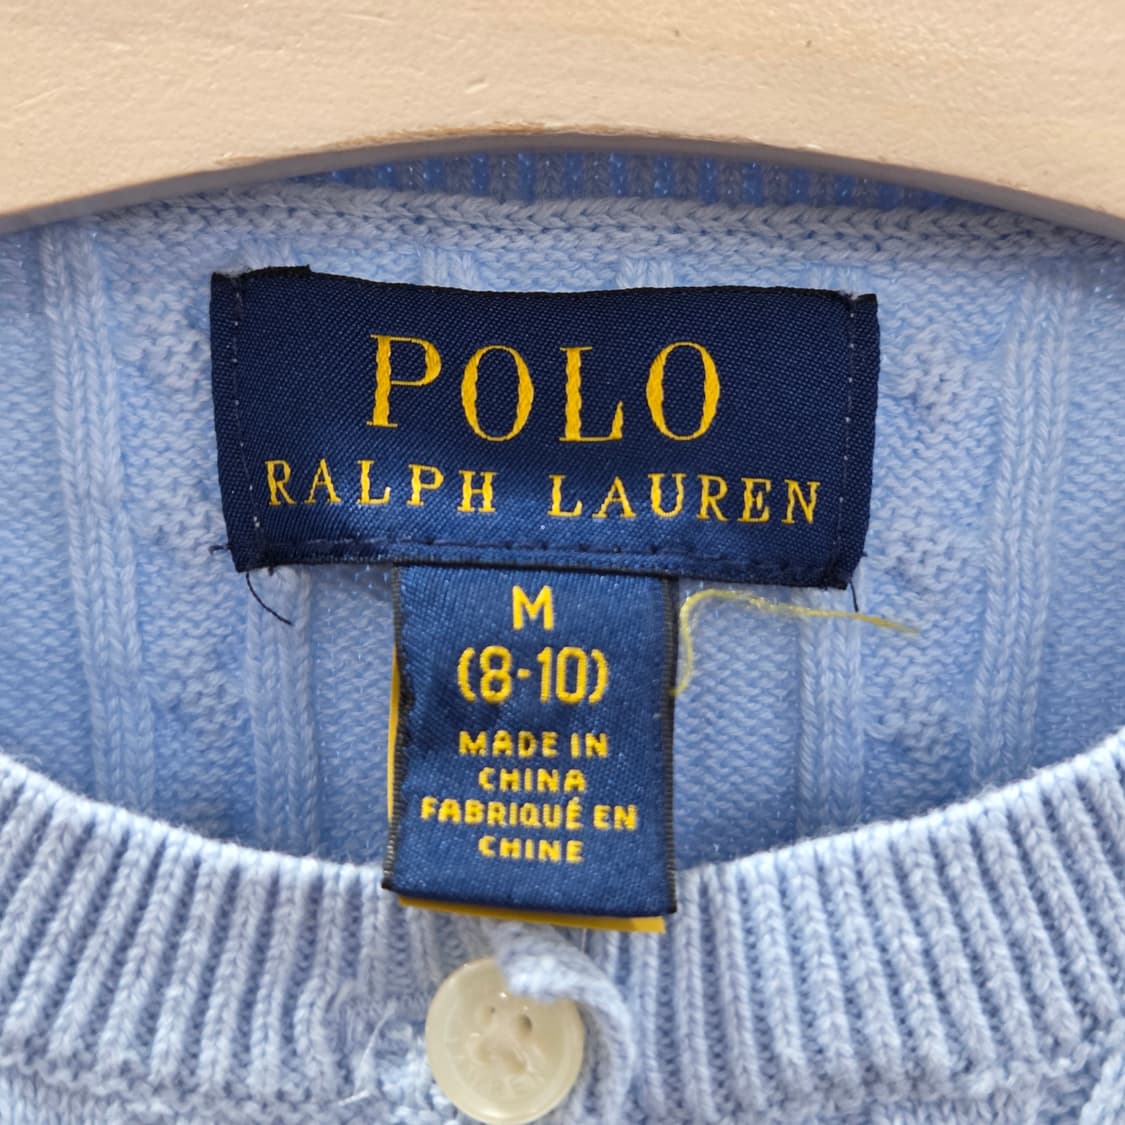 POLO
RALPH LAUREN
M
(8-10)
MADE IN
CHINA
FABRIQUÉ EN
CHINE